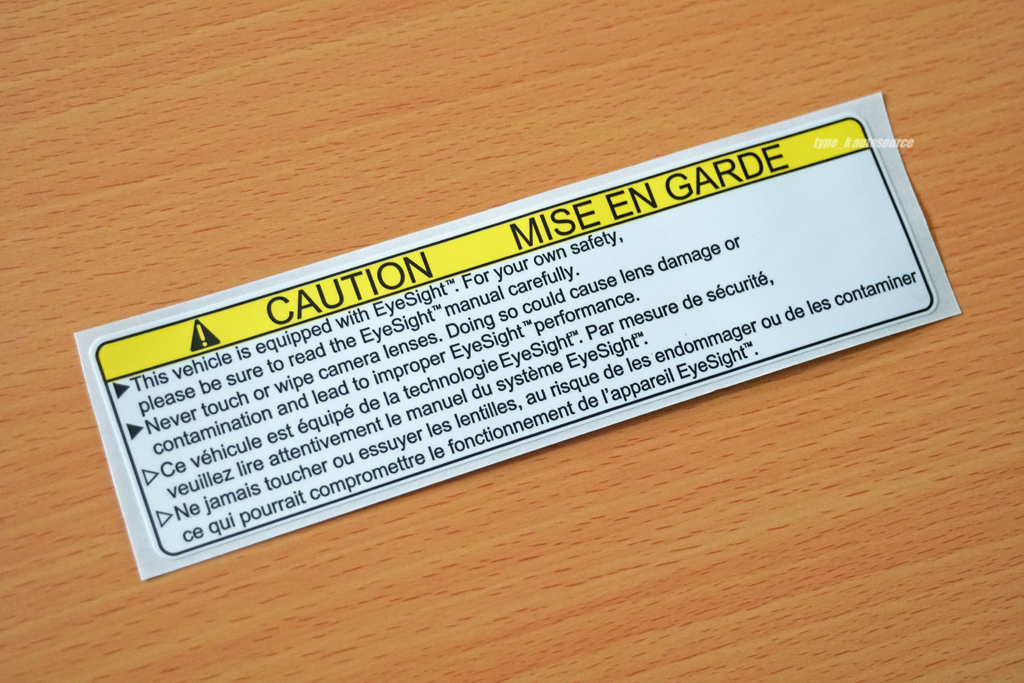 CAUTION MISE EN GARDE
▶This vehicle is equipped with EyeSight™. For your own safety,
please be sure to read the EyeSight™ manual carefully.
▶Never touch or wipe camera lenses. Doing so could cause lens damage or
contamination and lead to improper EyeSight™ performance.
▷Ce véhicule est équipé de la technologie EyeSight™. Par mesure de sécurité,
veuillez lire attentivement le manuel du système EyeSight™.
▷Ne jamais toucher ou essuyer les lentilles, au risque de les endommager ou de les contaminer
ce qui pourrait compromettre le fonctionnement de l'appareil EyeSight™.
type_k autosource